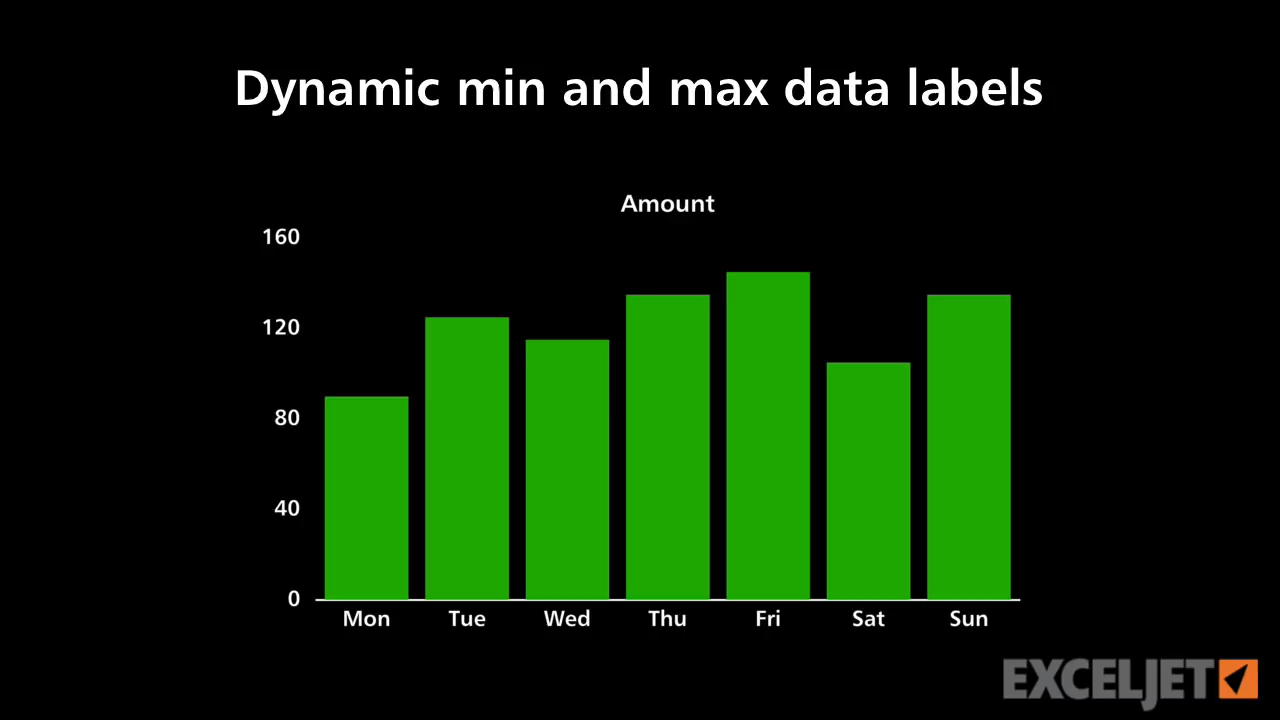 Dynamic min and max data labels
Amount
160
120
80
40
0
Mon Tue Wed Thu Fri Sat Sun
EXCELJET